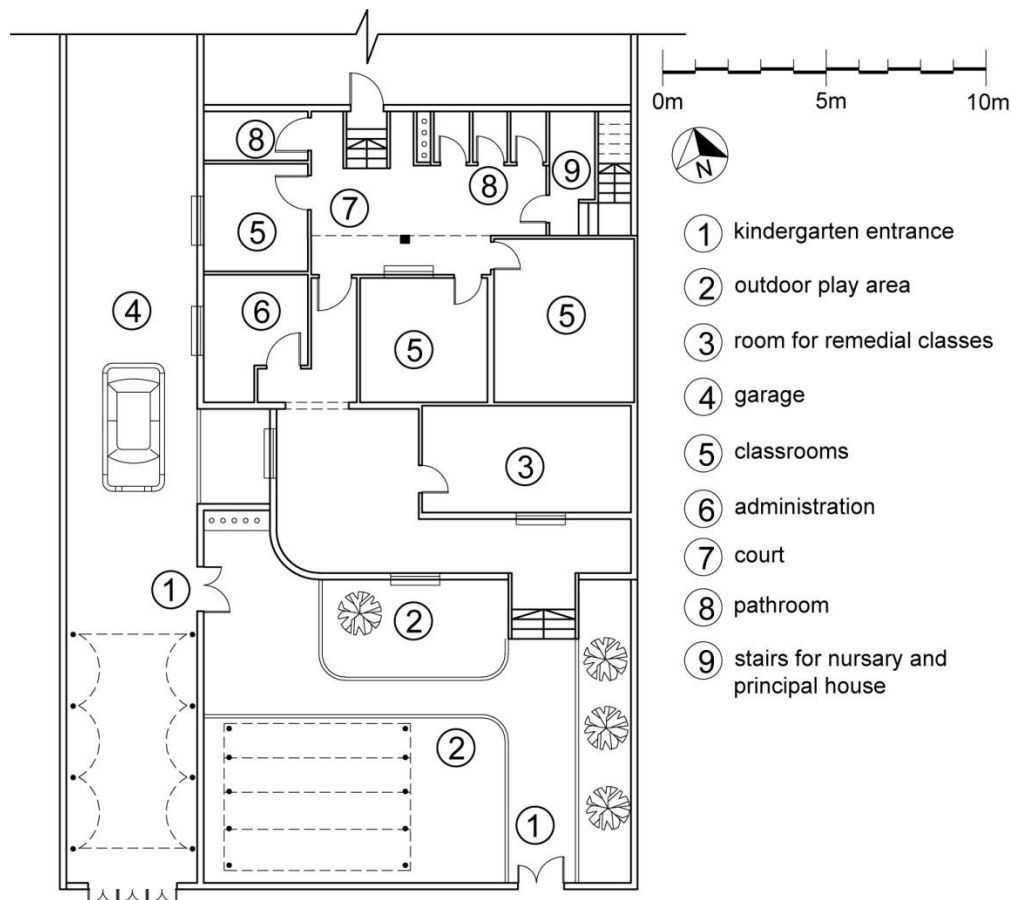 0m 5m 10m
N
1 kindergarten entrance
2 outdoor play area
3 room for remedial classes
4 garage
5 classrooms
6 administration
7 court
8 pathroom
9 stairs for nursary and
principal house
8
8
9
7
5
4
6
5
5
3
1
2
2
1